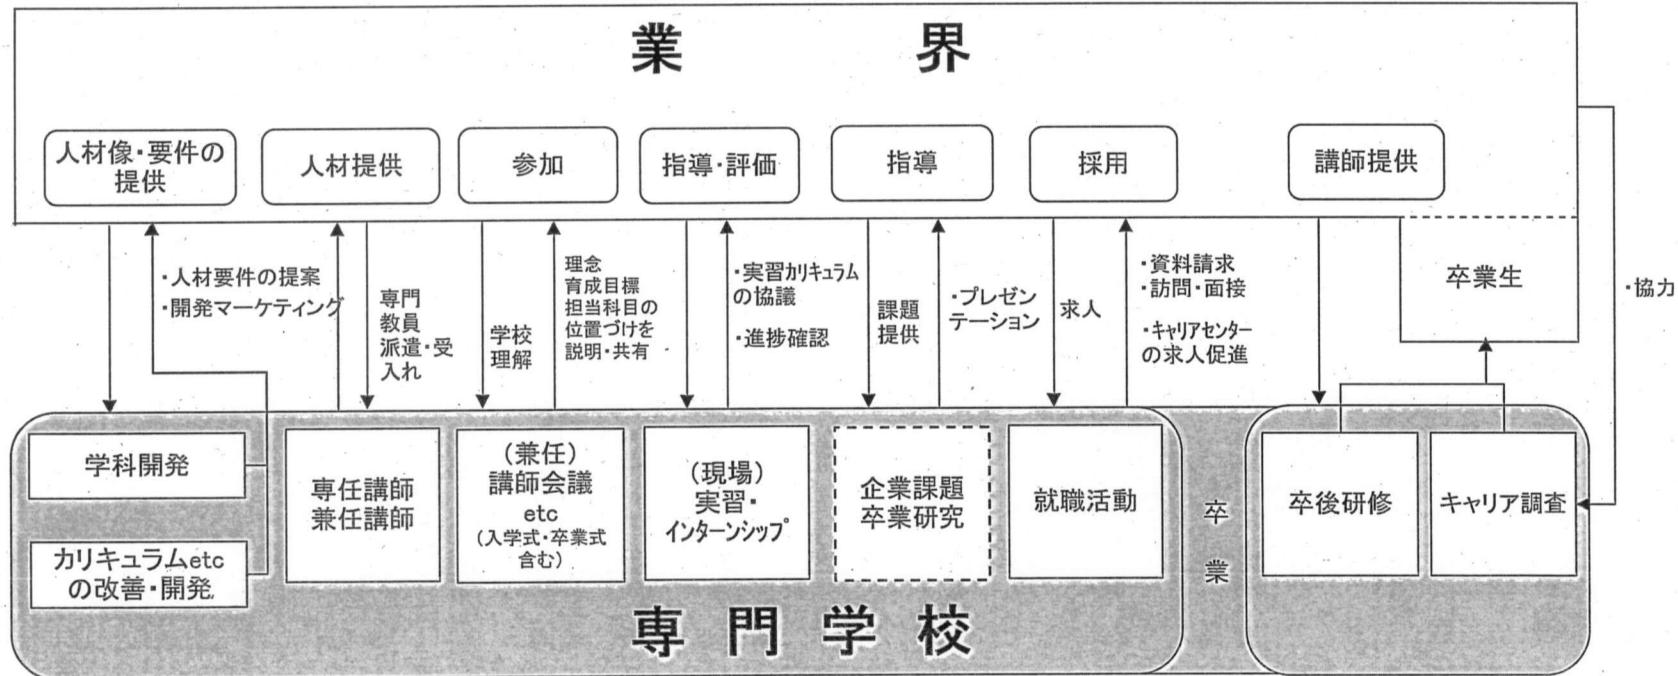 業界
人材像・要件の
提供
人材提供
参加
指導・評価
指導
採用
講師提供
・人材要件の提案
・開発マーケティング
専門
教員
派遣・受
入れ
学校
理解
理念
育成目標
担当科目の
位置づけを
説明・共有
・実習カリキュラム
の協議
・進捗確認
課題
提供
・プレゼン
テーション
求人
・資料請求
・訪問・面接
・キャリアセンター
の求人促進
卒業生
・協力
学科開発
カリキュラムetc
の改善・開発
専任講師
兼任講師
(兼任)
講師会議
etc
(入学式・卒業式
含む)
(現場)
実習・
インターンシップ
企業課題
卒業研究
就職活動
卒
業
卒後研修
キャリア調査
専門学校